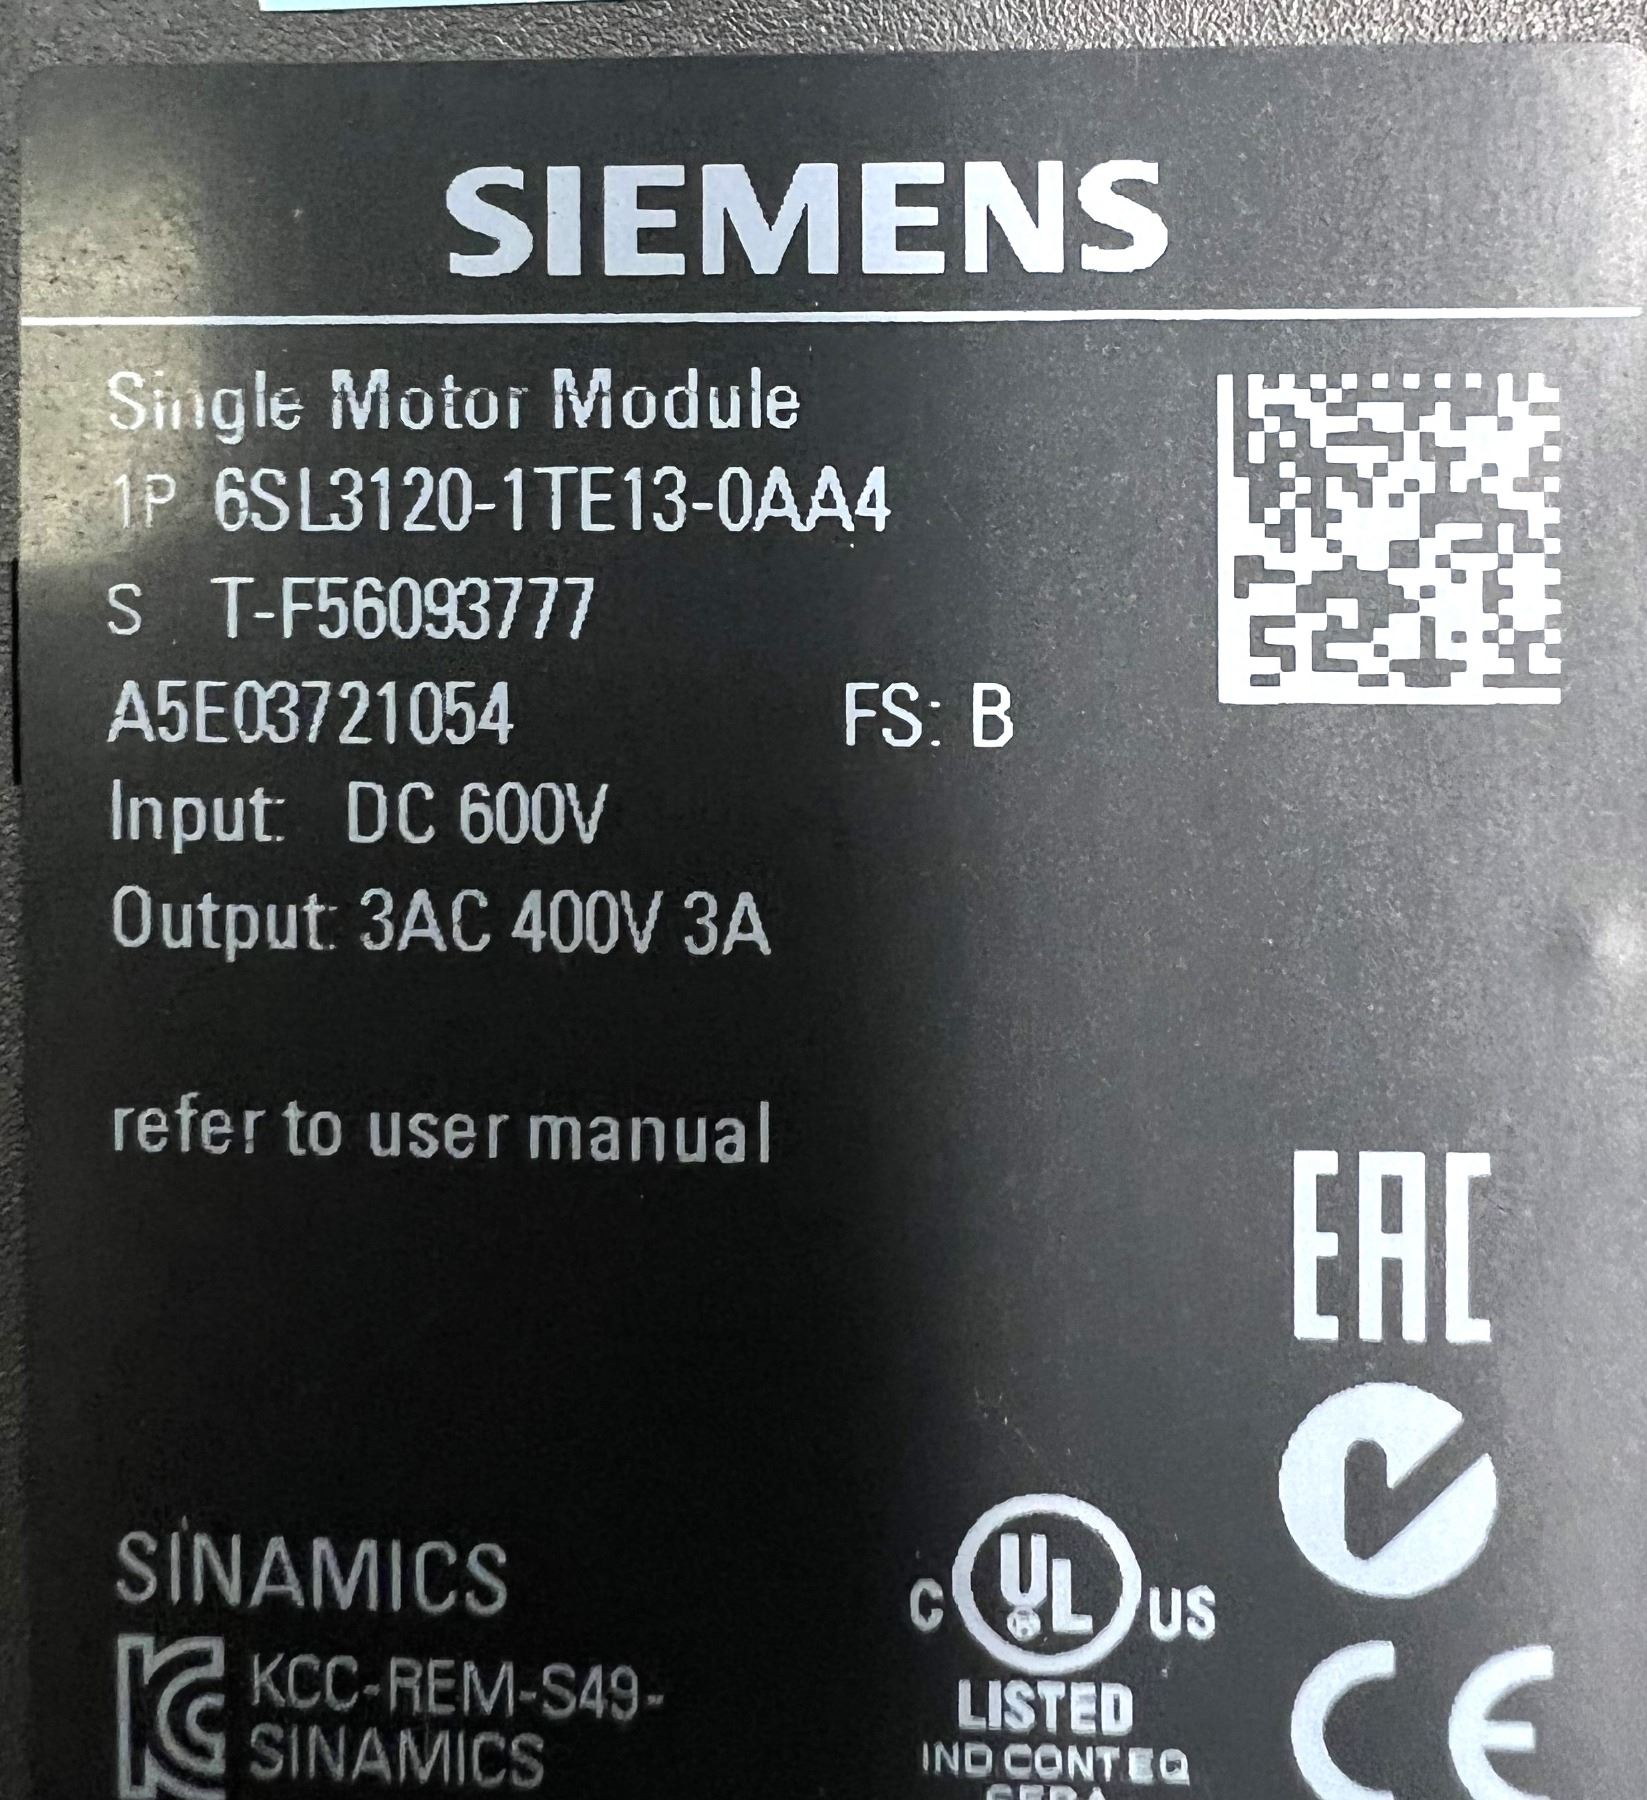 SIEMENS
Single Motor Module
1P 6SL3120-1TE13-0AA4
S T-F56093777
A5E03721054 FS: B
Input: DC 600V
Output: 3AC 400V 3A
refer to user manual
EAC
SINAMICS
C UL US
LISTED
KCC-REM-S49-
SINAMICS
IND.CONT.EQ
CE